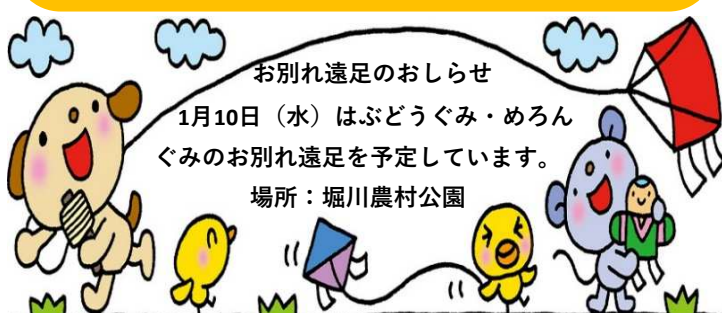 お別れ遠足のおしらせ
1月10日（水）はぶどうぐみ・めろん
ぐみのお別れ遠足を予定しています。
場所：堀川農村公園